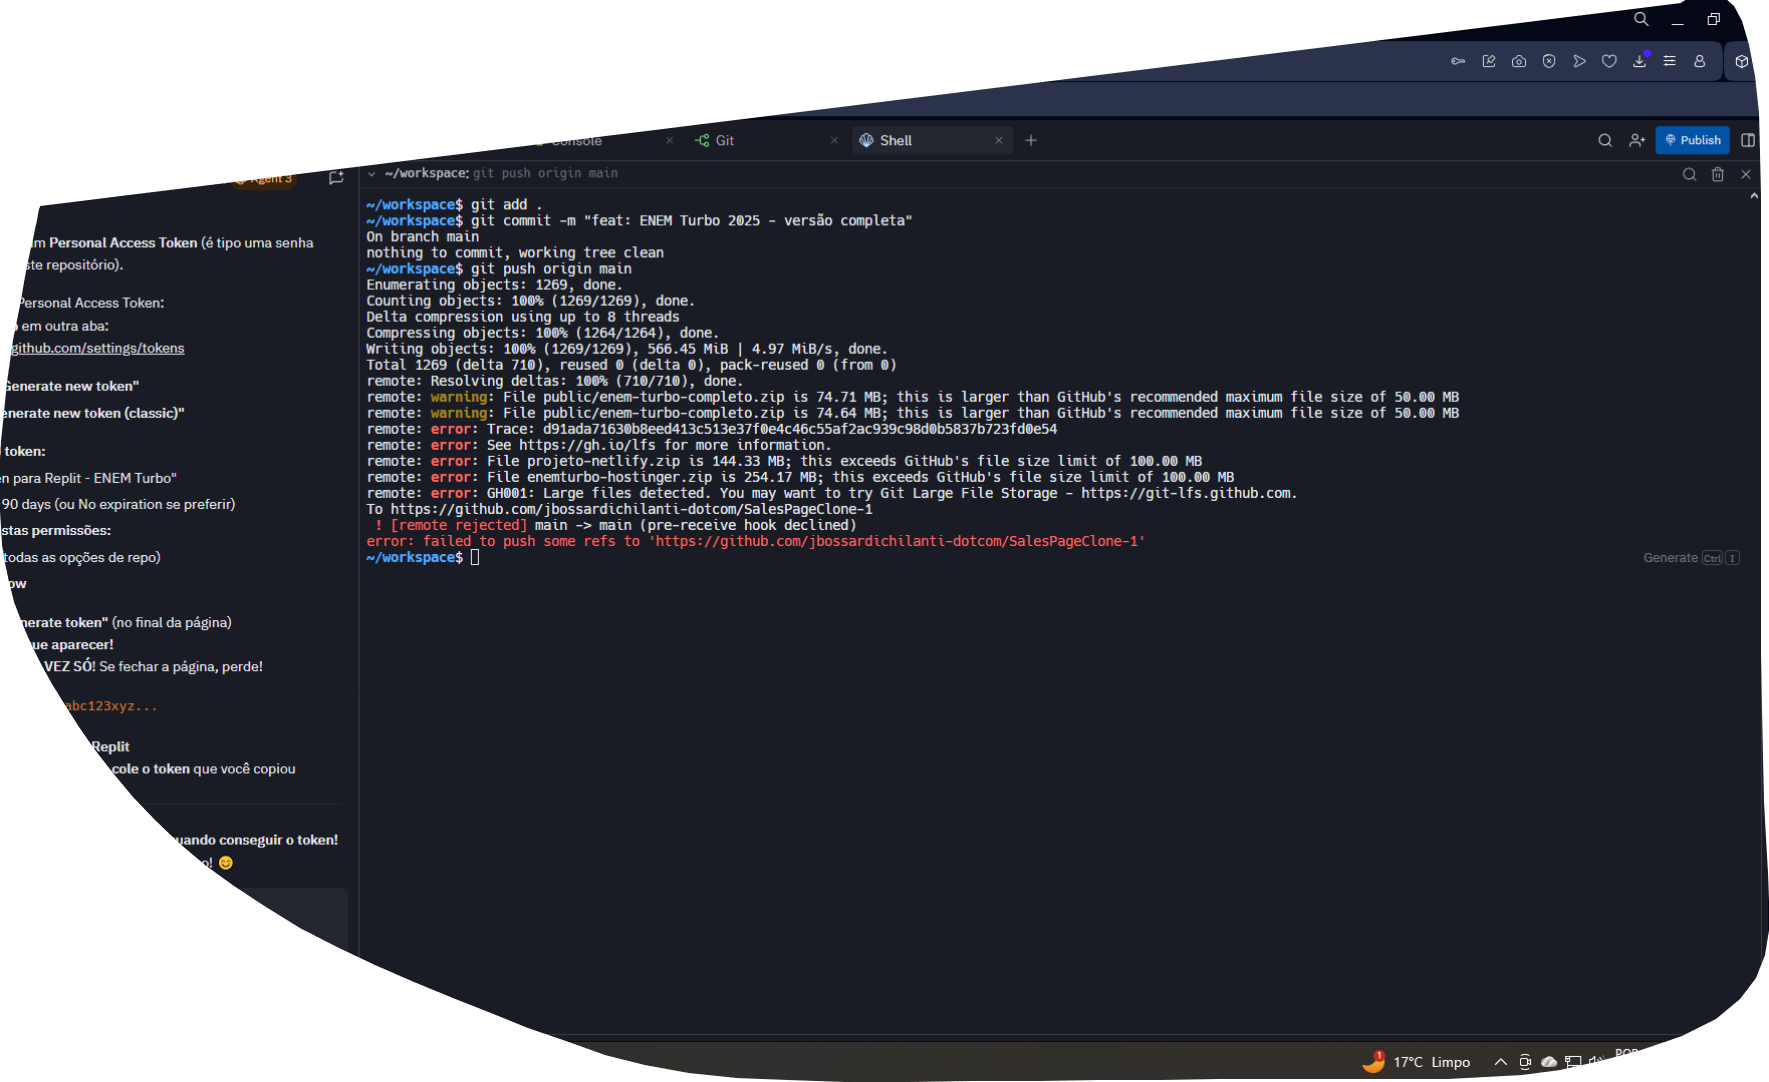 Console
Git
Shell
Publish
Agent 3
~/workspace: git push origin main
um Personal Access Token (é tipo uma senha
ste repositório).
Personal Access Token:
o em outra aba:
github.com/settings/tokens
Generate new token"
enerate new token (classic)"
token:
en para Replit - ENEM Turbo"
90 days (ou No expiration se preferir)
stas permissões:
todas as opções de repo)
ow
nerate token" (no final da página)
ue aparecer!
VEZ SÓ! Se fechar a página, perde!
abc123xyz...
Replit
cole o token que você copiou
uando conseguir o token!
o! 😊
~/workspace$ git add .
~/workspace$ git commit -m "feat: ENEM Turbo 2025 - versão completa"
On branch main
nothing to commit, working tree clean
~/workspace$ git push origin main
Enumerating objects: 1269, done.
Counting objects: 100% (1269/1269), done.
Delta compression using up to 8 threads
Compressing objects: 100% (1264/1264), done.
Writing objects: 100% (1269/1269), 566.45 MiB | 4.97 MiB/s, done.
Total 1269 (delta 710), reused 0 (delta 0), pack-reused 0 (from 0)
remote: Resolving deltas: 100% (710/710), done.
remote: warning: File public/enem-turbo-completo.zip is 74.71 MB; this is larger than GitHub's recommended maximum file size of 50.00 MB
remote: warning: File public/enem-turbo-completo.zip is 74.64 MB; this is larger than GitHub's recommended maximum file size of 50.00 MB
remote: error: Trace: d91ada71630b8eed413c513e37f0e4c46c55af2ac939c98d0b5837b723fd0e54
remote: error: See https://gh.io/lfs for more information.
remote: error: File projeto-netlify.zip is 144.33 MB; this exceeds GitHub's file size limit of 100.00 MB
remote: error: File enemturbo-hostinger.zip is 254.17 MB; this exceeds GitHub's file size limit of 100.00 MB
remote: error: GH001: Large files detected. You may want to try Git Large File Storage - https://git-lfs.github.com.
To https://github.com/jbossardichilanti-dotcom/SalesPageClone-1
! [remote rejected] main -> main (pre-receive hook declined)
error: failed to push some refs to 'https://github.com/jbossardichilanti-dotcom/SalesPageClone-1'
~/workspace$
Generate Ctrl I
1
17°C Limpo